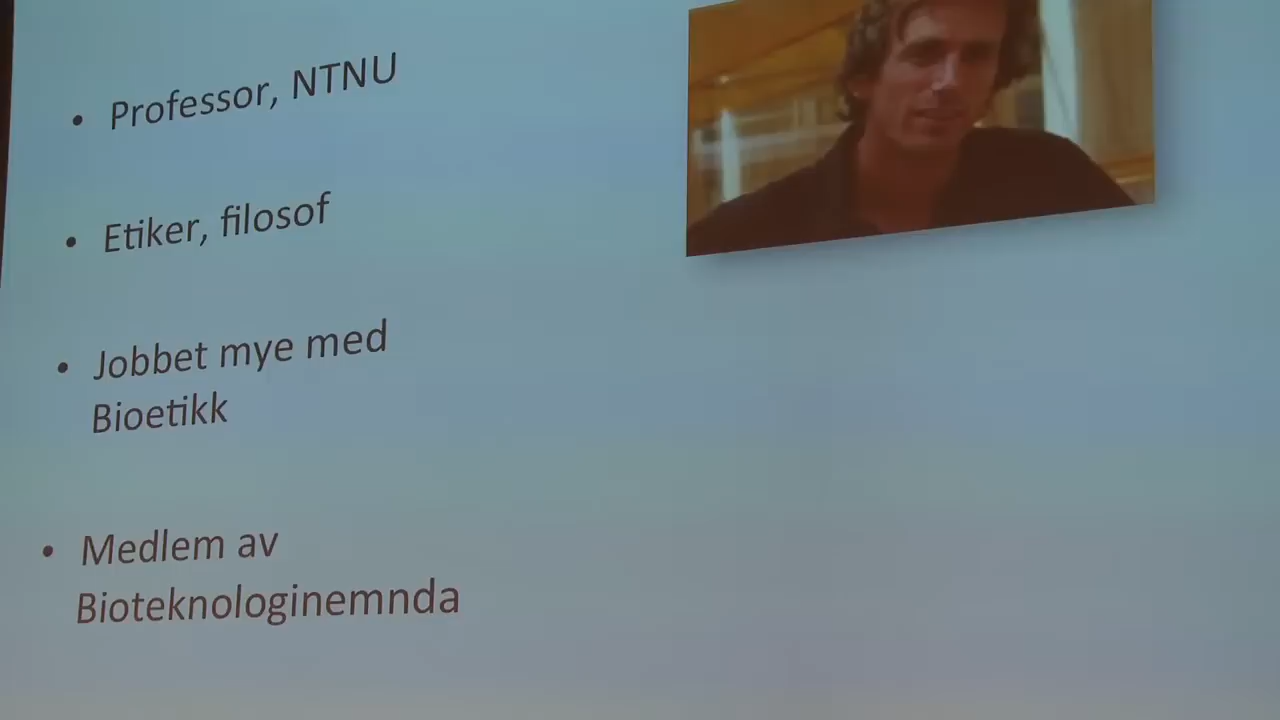 • Professor, NTNU
• Etiker, filosof
• Jobbet mye med
Bioetikk
• Medlem av
Bioteknologinemnda